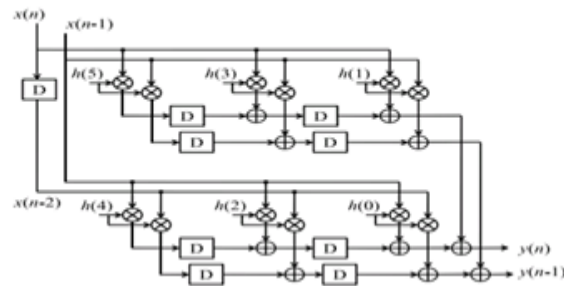 x(n)
x(n-1)
h(5)
h(3)
h(1)
D
D
D
D
D
x(n-2)
h(4)
h(2)
h(0)
D
D
y(n)
D
D
y(n-1)